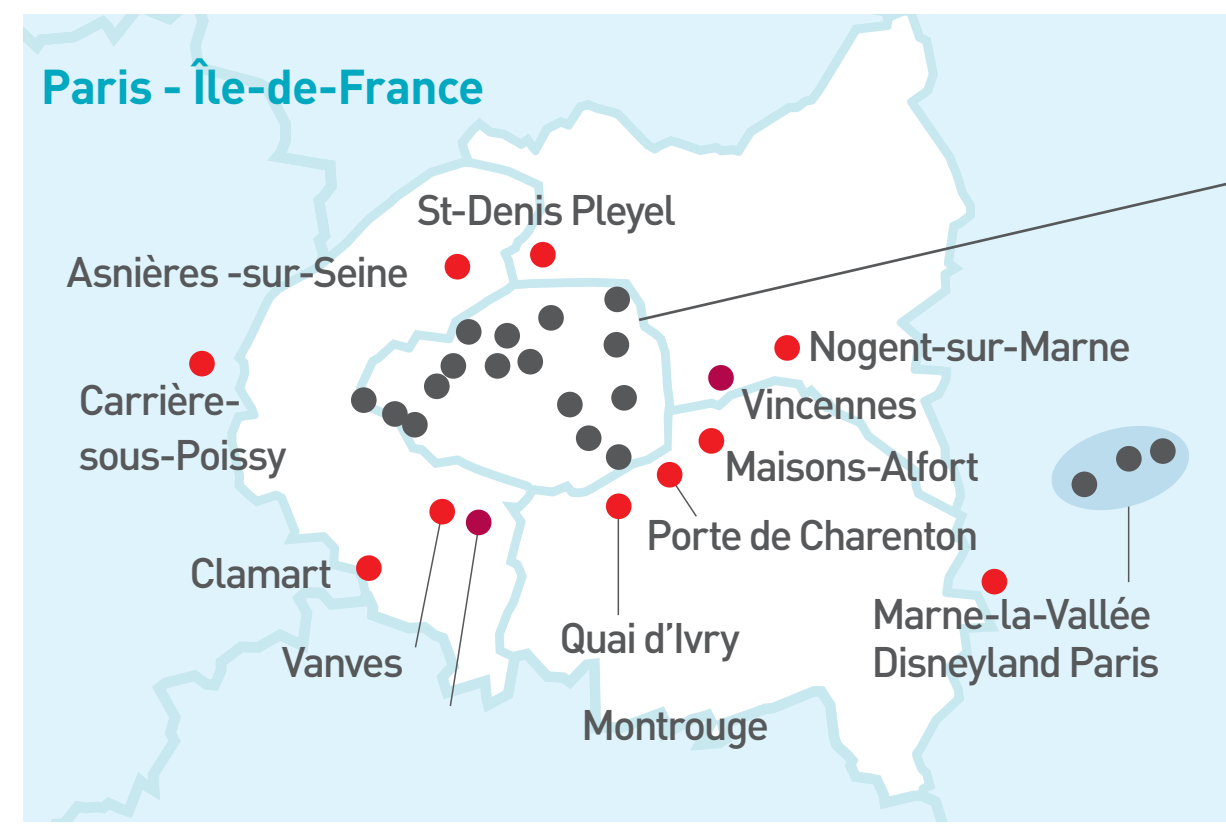 Paris - Île-de-France
St-Denis Pleyel
Asnières -sur-Seine
Nogent-sur-Marne
Carrière-
sous-Poissy
Vincennes
Maisons-Alfort
Porte de Charenton
Clamart
Vanves
Quai d'Ivry
Marne-la-Vallée
Disneyland Paris
Montrouge